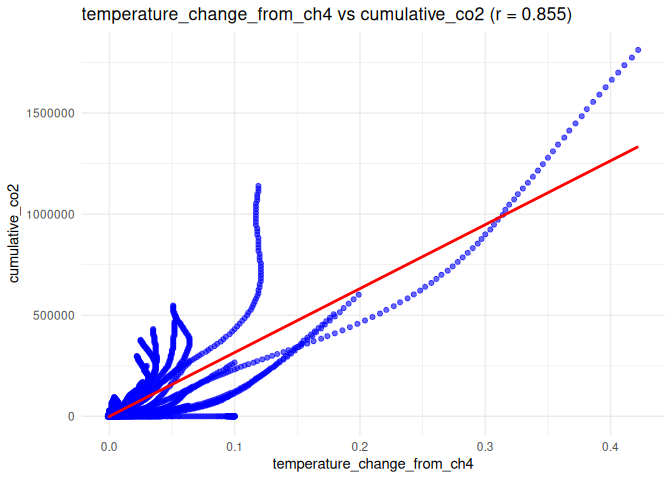 temperature_change_from_ch4 vs cumulative_co2 (r = 0.855)
cumulative_co2
1500000
1000000
500000
0
0.0 0.1 0.2 0.3 0.4
temperature_change_from_ch4